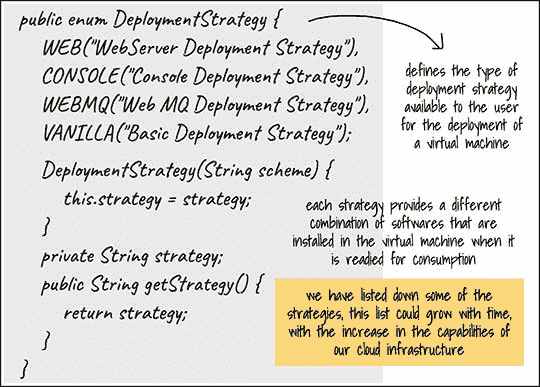 public enum DeploymentStrategy {
WEB("WebServer Deployment Strategy"),
CONSOLE("Console Deployment Strategy"),
WEBMQ("Web MQ Deployment Strategy"),
VANILLA("Basic Deployment Strategy");
DeploymentStrategy(String scheme) {
this.strategy = strategy;
}
private String strategy;
public String getStrategy() {
return strategy;
}
}
defines the type of
deployment strategy
available to the user
for the deployment of
a virtual machine
each strategy provides a different
combination of softwares that are
installed in the virtual machine when it
is readied for consumption
we have listed down some of the
strategies, this list could grow with time,
with the increase in the capabilities of
our cloud infrastructure